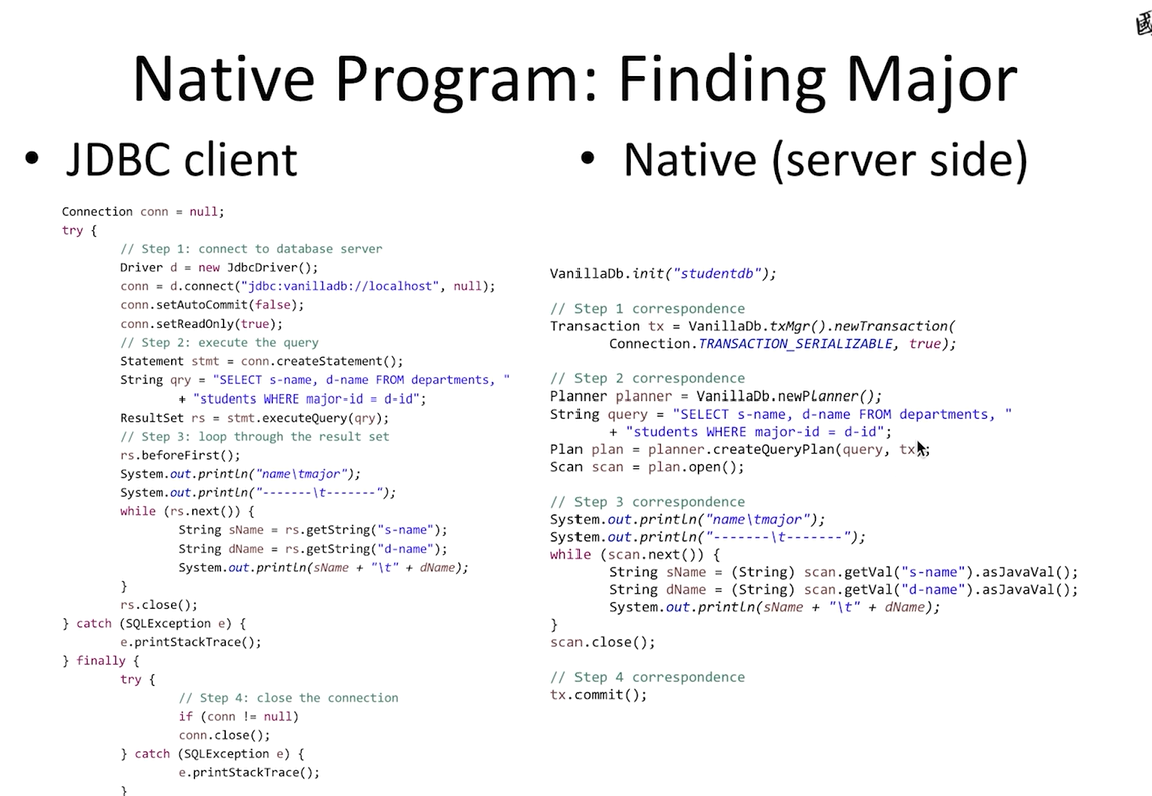 國
Native Program: Finding Major
• JDBC client
Connection conn = null;
try {
// Step 1: connect to database server
Driver d = new JdbcDriver();
conn = d.connect("jdbc:vanilladb://localhost", null);
conn.setAutoCommit(false);
conn.setReadOnly(true);
// Step 2: execute the query
Statement stmt = conn.createStatement();
String qry = "SELECT s-name, d-name FROM departments, "
+ "students WHERE major-id = d-id";
ResultSet rs = stmt.executeQuery(qry);
// Step 3: loop through the result set
rs.beforeFirst();
System.out.println("name\tmajor");
System.out.println("-------\t-------");
while (rs.next()) {
String sName = rs.getString("s-name");
String dName = rs.getString("d-name");
System.out.println(sName + "\t" + dName);
}
rs.close();
} catch (SQLException e) {
e.printStackTrace();
} finally {
try {
// Step 4: close the connection
if (conn != null)
conn.close();
} catch (SQLException e) {
e.printStackTrace();
}
• Native (server side)
VanillaDb.init("studentdb");
// Step 1 correspondence
Transaction tx = VanillaDb.txMgr().newTransaction(
Connection.TRANSACTION_SERIALIZABLE, true);
// Step 2 correspondence
Planner planner = VanillaDb.newPlanner();
String query = "SELECT s-name, d-name FROM departments, "
+ "students WHERE major-id = d-id";
Plan plan = planner.createQueryPlan(query, tx);
Scan scan = plan.open();
// Step 3 correspondence
System.out.println("name\tmajor");
System.out.println("-------\t-------");
while (scan.next()) {
String sName = (String) scan.getVal("s-name").asJavaVal();
String dName = (String) scan.getVal("d-name").asJavaVal();
System.out.println(sName + "\t" + dName);
}
scan.close();
// Step 4 correspondence
tx.commit();